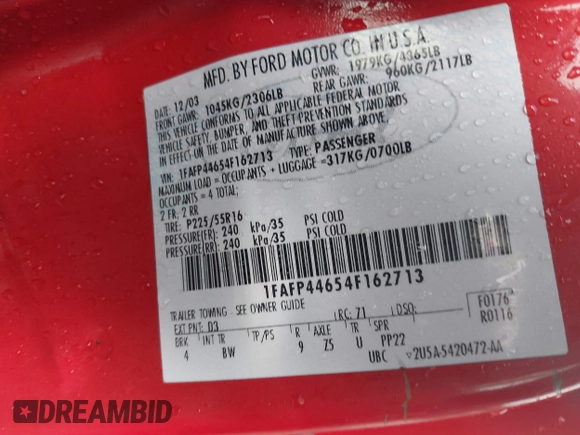 MFD. BY FORD MOTOR CO. IN U.S.A.
DATE: 12/03 GVWR: 1979KG/4365LB
FRONT GAWR: 1045KG/2306LB REAR GAWR: 960KG/2117LB
THIS VEHICLE CONFORMS TO ALL APPLICABLE FEDERAL MOTOR
VEHICLE SAFETY, BUMPER, AND THEFT PREVENTION STANDARDS
IN EFFECT ON THE DATE OF MANUFACTURE SHOWN ABOVE.
VIN: 1FAFP44654F162713 TYPE: PASSENGER
MAXIMUM LOAD = OCCUPANTS + LUGGAGE =317KG/0700LB
OCCUPANTS = 4 TOTAL;
2 FR, 2 RR
TIRE: P225/55R16
PRESSURE(FR): 240 kPa/35 PSI COLD
PRESSURE(RR): 240 kPa/35 PSI COLD
1FAFP44654F162713
TRAILER TOWING - SEE OWNER GUIDE
EXT PNT: D3 RC: 71 DSO: F0176
BRK INT TR TP/PS R AXLE TR SPR R0116
4 BW 9 Z5 U PP22
UBC 2U5A-5420472-AA
DREAMBID